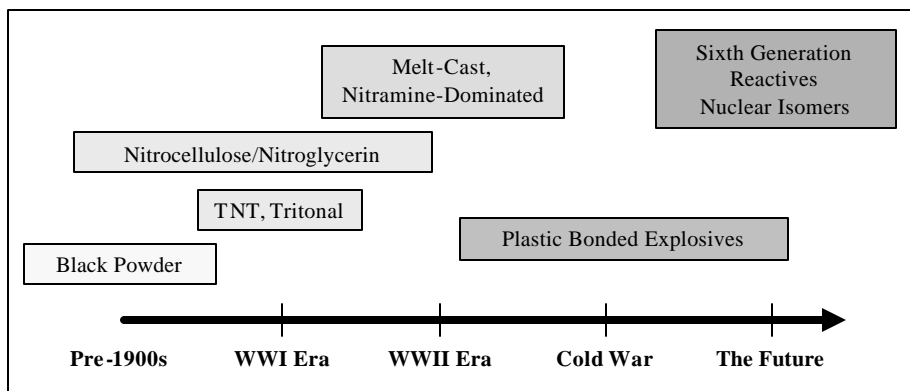 Melt-Cast,
Nitramine-Dominated
Sixth Generation
Reactives
Nuclear Isomers
Nitrocellulose/Nitroglycerin
TNT, Tritonal
Plastic Bonded Explosives
Black Powder
Pre-1900s
WWI Era
WWII Era
Cold War
The Future